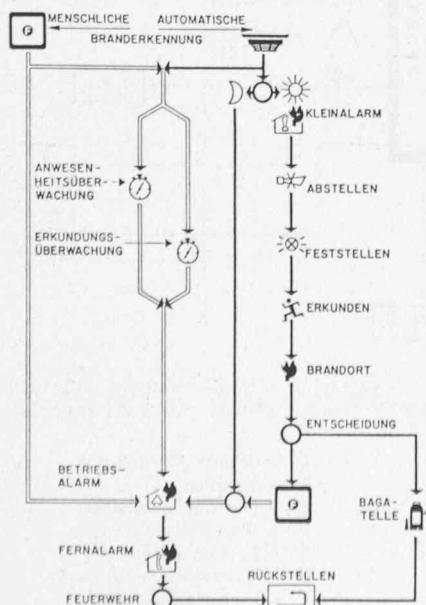 MENSCHLICHE
AUTOMATISCHE
BRANDERKENNUNG
KLEINALARM
ANWESEN-
HEITSÜBER-
WACHUNG
ABSTELLEN
ERKUNDUNGS-
ÜBERWACHUNG
FESTSTELLEN
ERKUNDEN
BRANDORT
ENTSCHEIDUNG
BETRIEBS-
ALARM
BAGA-
TELLE
FERNALARM
RÜCKSTELLEN
FEUERWEHR